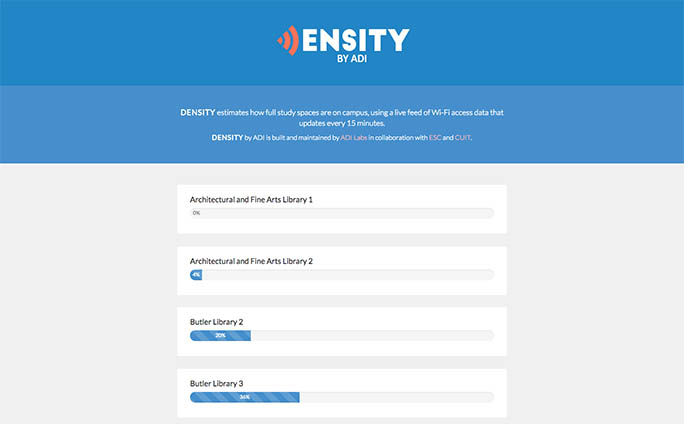 DENSITY
BY ADI
DENSITY estimates how full study spaces are on campus, using a live feed of Wi-Fi access data that
updates every 15 minutes.
DENSITY by ADI is built and maintained by ADI Labs in collaboration with ESC and CUIT.
Architectural and Fine Arts Library 1
0%
Architectural and Fine Arts Library 2
4%
Butler Library 2
20%
Butler Library 3
36%